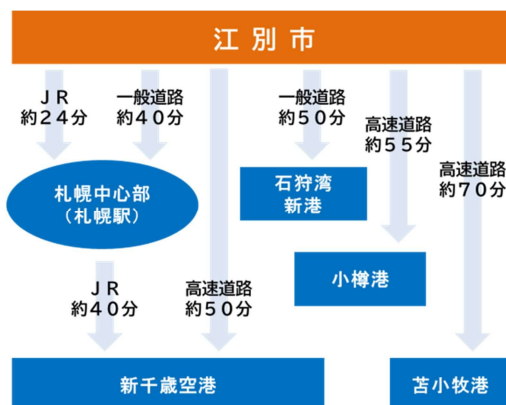 江別市
ＪＲ
約２４分
一般道路
約４０分
一般道路
約５０分
高速道路
約５５分
高速道路
約７０分
札幌中心部
（札幌駅）
石狩湾
新港
小樽港
ＪＲ
約４０分
高速道路
約５０分
新千歳空港
苫小牧港